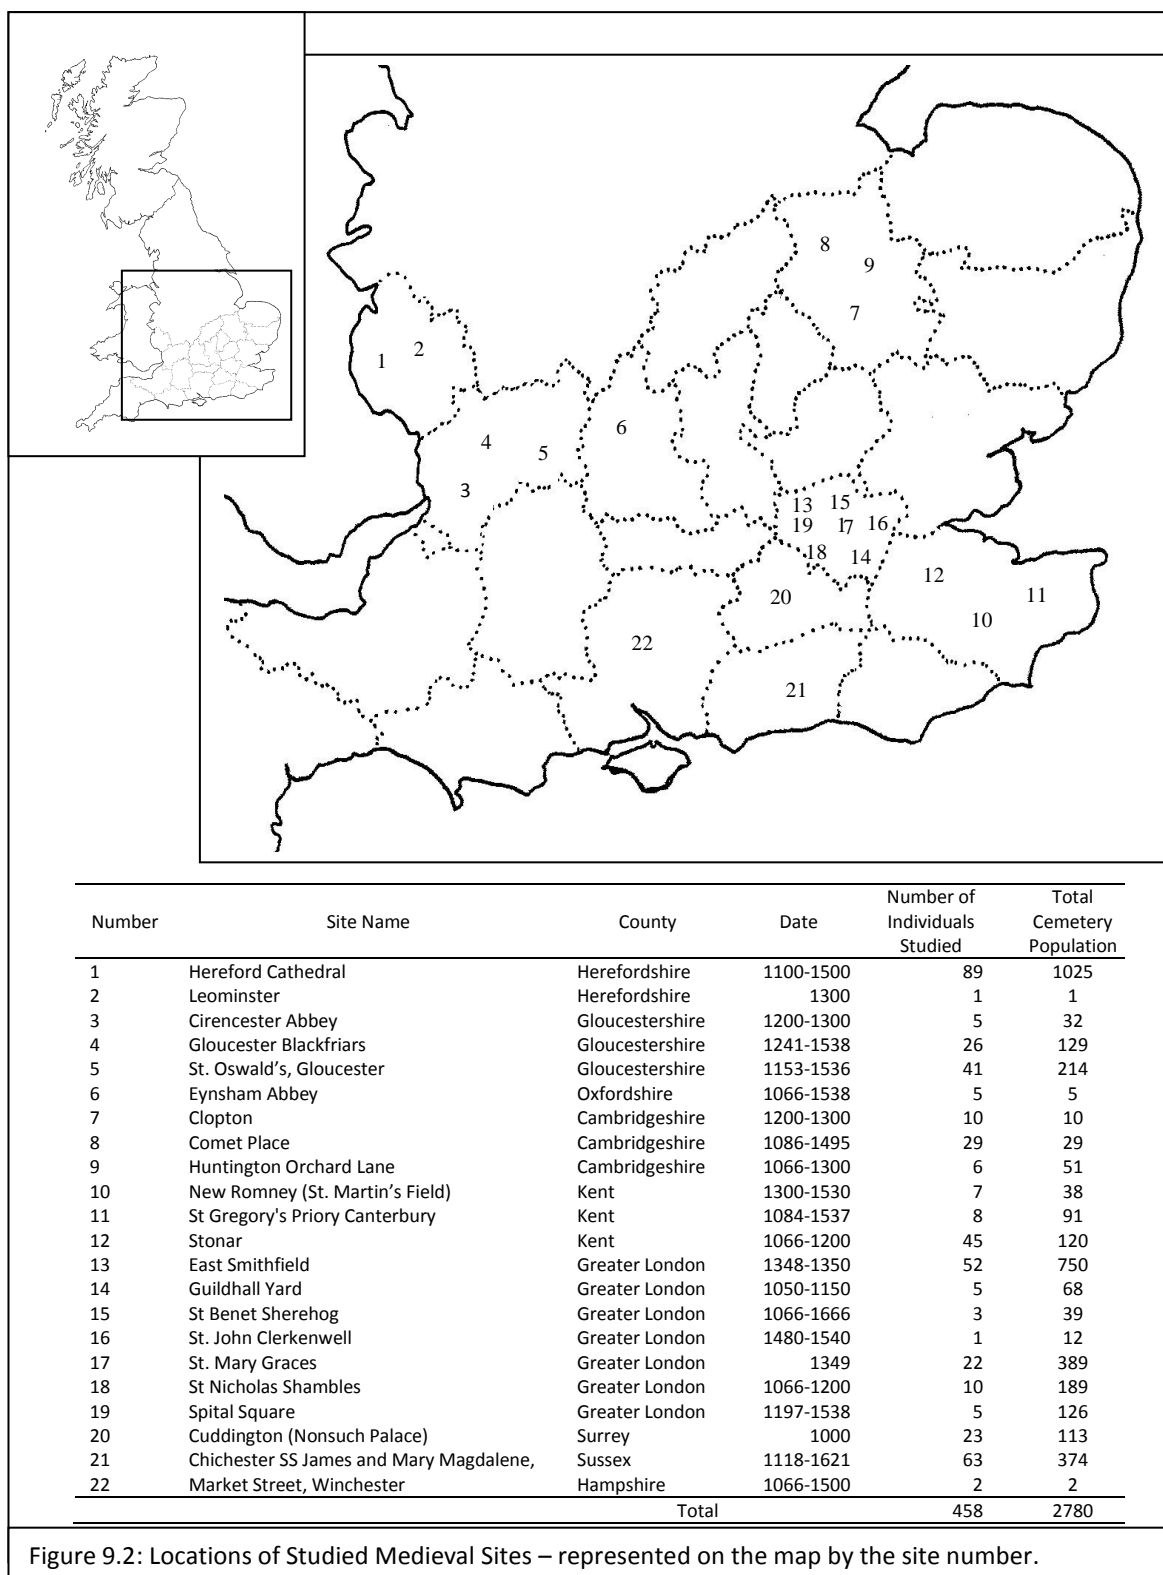 8
9
7
2
1
6
4
5
3
13 15
19 17 16
18 14
12
20
11
10
22
21
Number of Total
Number Site Name County Date Individuals Cemetery
Studied Population
1 Hereford Cathedral Herefordshire 1100-1500 89 1025
2 Leominster Herefordshire 1300 1 1
3 Cirencester Abbey Gloucestershire 1200-1300 5 32
4 Gloucester Blackfriars Gloucestershire 1241-1538 26 129
5 St. Oswald’s, Gloucester Gloucestershire 1153-1536 41 214
6 Eynsham Abbey Oxfordshire 1066-1538 5 5
7 Clopton Cambridgeshire 1200-1300 10 10
8 Comet Place Cambridgeshire 1086-1495 29 29
9 Huntington Orchard Lane Cambridgeshire 1066-1300 6 51
10 New Romney (St. Martin’s Field) Kent 1300-1530 7 38
11 St Gregory's Priory Canterbury Kent 1084-1537 8 91
12 Stonar Kent 1066-1200 45 120
13 East Smithfield Greater London 1348-1350 52 750
14 Guildhall Yard Greater London 1050-1150 5 68
15 St Benet Sherehog Greater London 1066-1666 3 39
16 St. John Clerkenwell Greater London 1480-1540 1 12
17 St. Mary Graces Greater London 1349 22 389
18 St Nicholas Shambles Greater London 1066-1200 10 189
19 Spital Square Greater London 1197-1538 5 126
20 Cuddington (Nonsuch Palace) Surrey 1000 23 113
21 Chichester SS James and Mary Magdalene, Sussex 1118-1621 63 374
22 Market Street, Winchester Hampshire 1066-1500 2 2
Total 458 2780
Figure 9.2: Locations of Studied Medieval Sites – represented on the map by the site number.